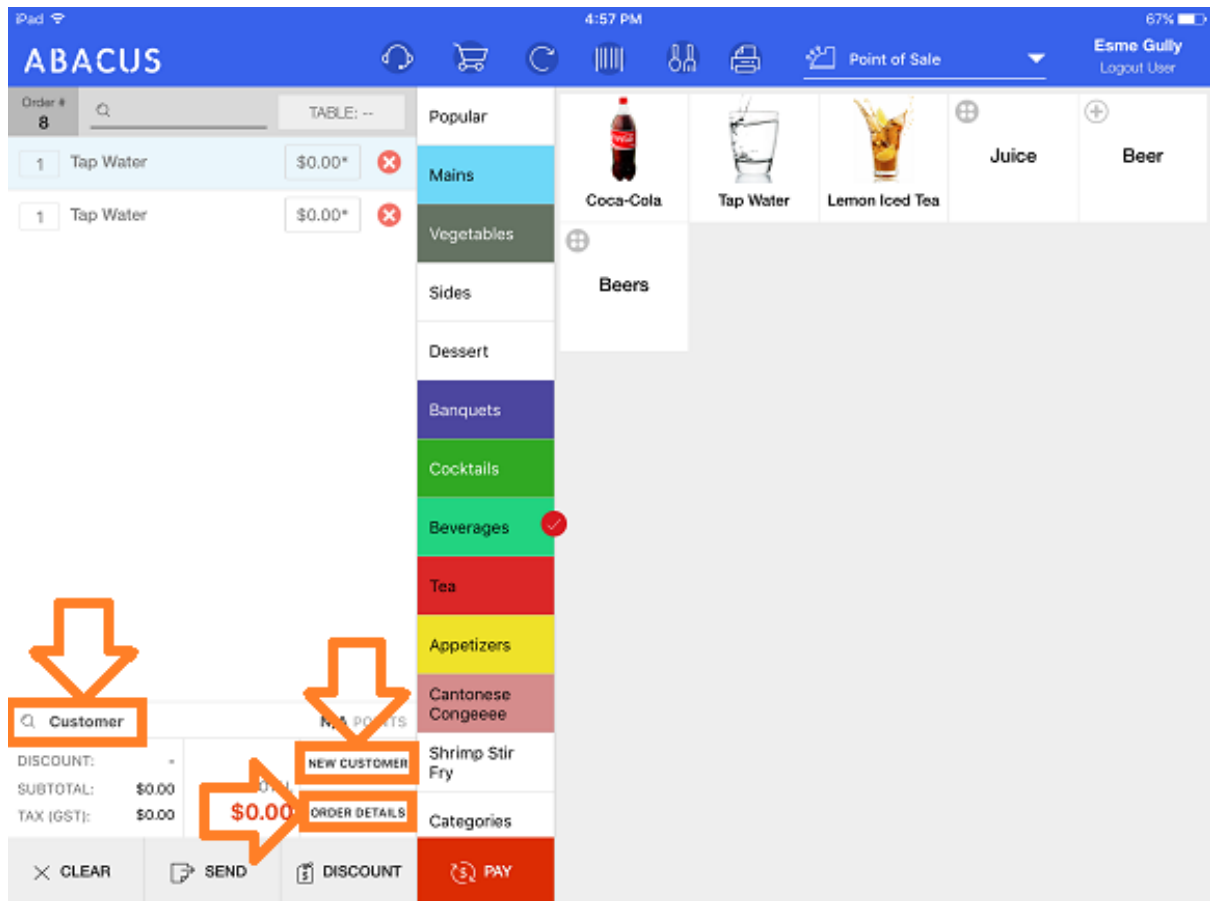 iPad
4:57 PM
67%
ABACUS
Point of Sale
Esme Gully
Logout User
Order #
8
TABLE: --
1 Tap Water $0.00*
1 Tap Water $0.00*
Popular
Mains
Vegetables
Sides
Dessert
Banquets
Cocktails
Beverages
Tea
Appetizers
Cantonese
Congeeee
Shrimp Stir
Fry
Categories
Coca-Cola
Tap Water
Lemon Iced Tea
Juice
Beer
Beers
Customer
N/A POINTS
DISCOUNT: -
SUBTOTAL: $0.00
TAX (GST): $0.00
$0.00
NEW CUSTOMER
ORDER DETAILS
CLEAR
SEND
DISCOUNT
PAY